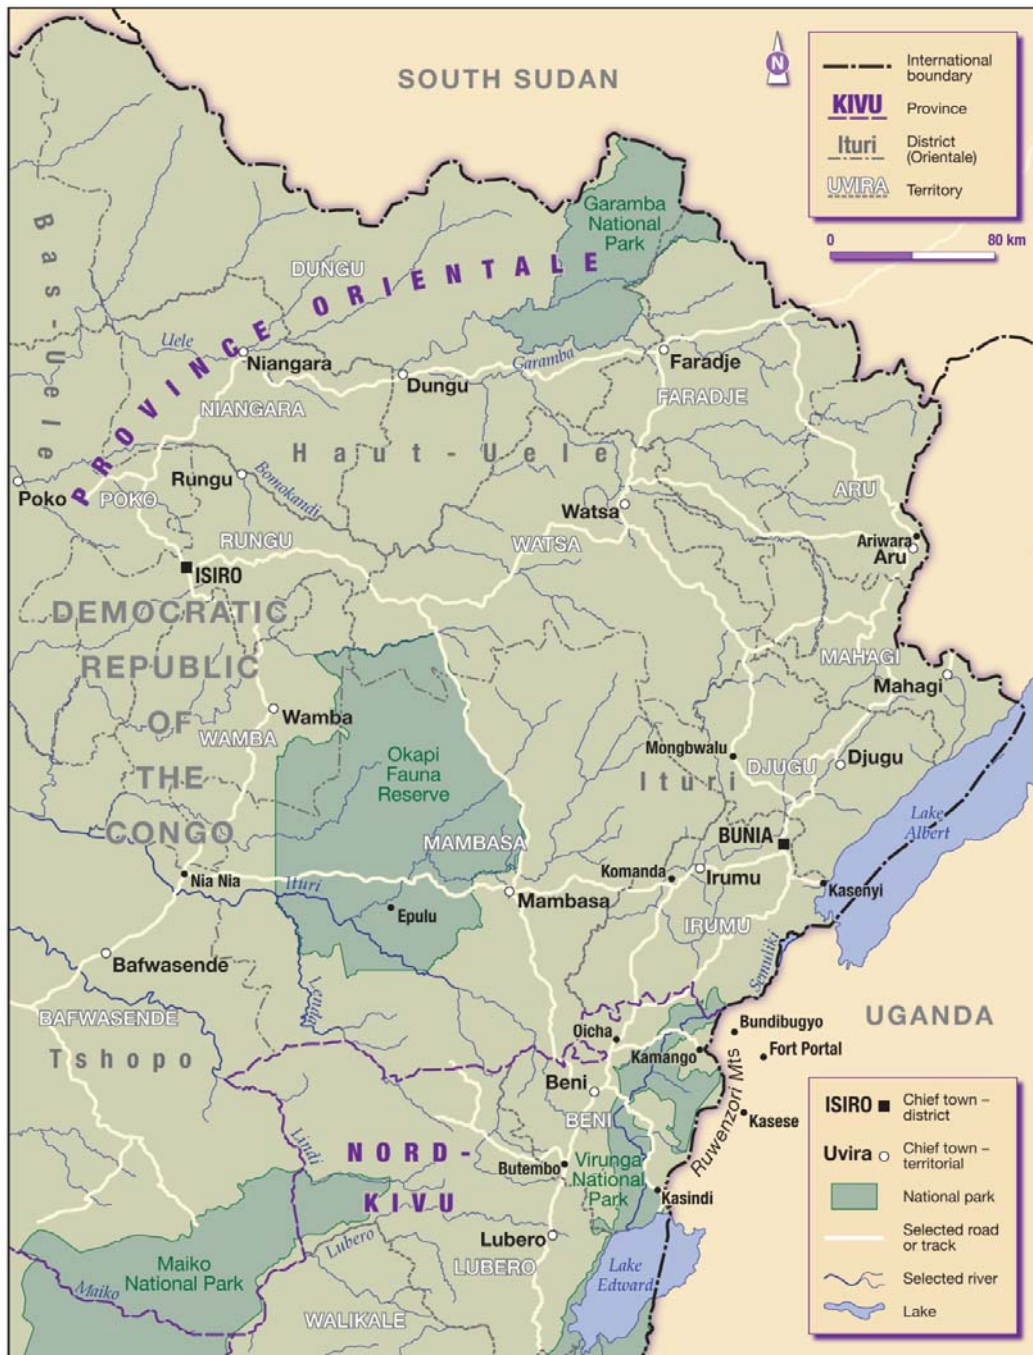 SOUTH SUDAN
N
International
boundary
KIVU
Province
Ituri
District
(Orientale)
UVIRA
Territory
0
80 km
Garamba
National
Park
Bas-Uele
DUNGU
PROVINCE ORIENTALE
Uele
Niangara
Dungu
Garamba
Faradje
FARADJE
NIANGARA
Haut-Uele
Poko
POKO
Rungu
Bomokandi
ARU
Watsa
WATSA
Ariwara
Aru
RUNGU
ISIRO
DEMOCRATIC
REPUBLIC
OF
THE
CONGO
MAHAGI
Mahagi
Wamba
WAMBA
Okapi
Fauna
Reserve
Mongbwalu
DJUGU
Djugu
Ituri
Lake
Albert
BUNIA
MAMBASA
Nia Nia
Ituri
Komanda
Irumu
Kasenyi
Epulu
Mambasa
IRUMU
Bafwasende
Semuliki
BAFWASENDE
Tshopo
Oicha
Kamango
Bundibugyo
Fort Portal
UGANDA
Beni
BENI
Ruwenzori Mts
Kasese
Lindi
NORD-
KIVU
Butembo
Virunga
National
Park
Kasindi
Lubero
Lubero
LUBERO
Maiko
National Park
Maiko
Lake
Edward
WALIKALE
ISIRO
Chief town –
district
Uvira
Chief town –
territorial
National park
Selected road
or track
Selected river
Lake